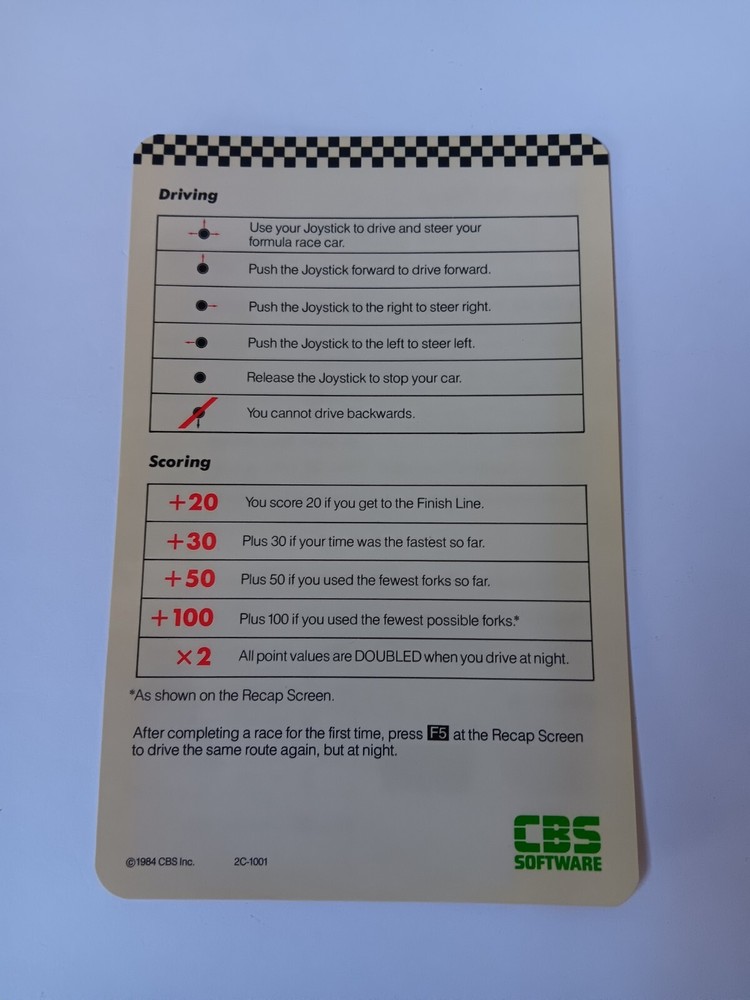 Driving
Use your Joystick to drive and steer your
formula race car.
Push the Joystick forward to drive forward.
Push the Joystick to the right to steer right.
Push the Joystick to the left to steer left.
Release the Joystick to stop your car.
You cannot drive backwards.
Scoring
+20 You score 20 if you get to the Finish Line.
+30 Plus 30 if your time was the fastest so far.
+50 Plus 50 if you used the fewest forks so far.
+100 Plus 100 if you used the fewest possible forks.*
×2 All point values are DOUBLED when you drive at night.
*As shown on the Recap Screen.
After completing a race for the first time, press F5 at the Recap Screen
to drive the same route again, but at night.
©1984 CBS Inc. 2C-1001
CBS
SOFTWARE